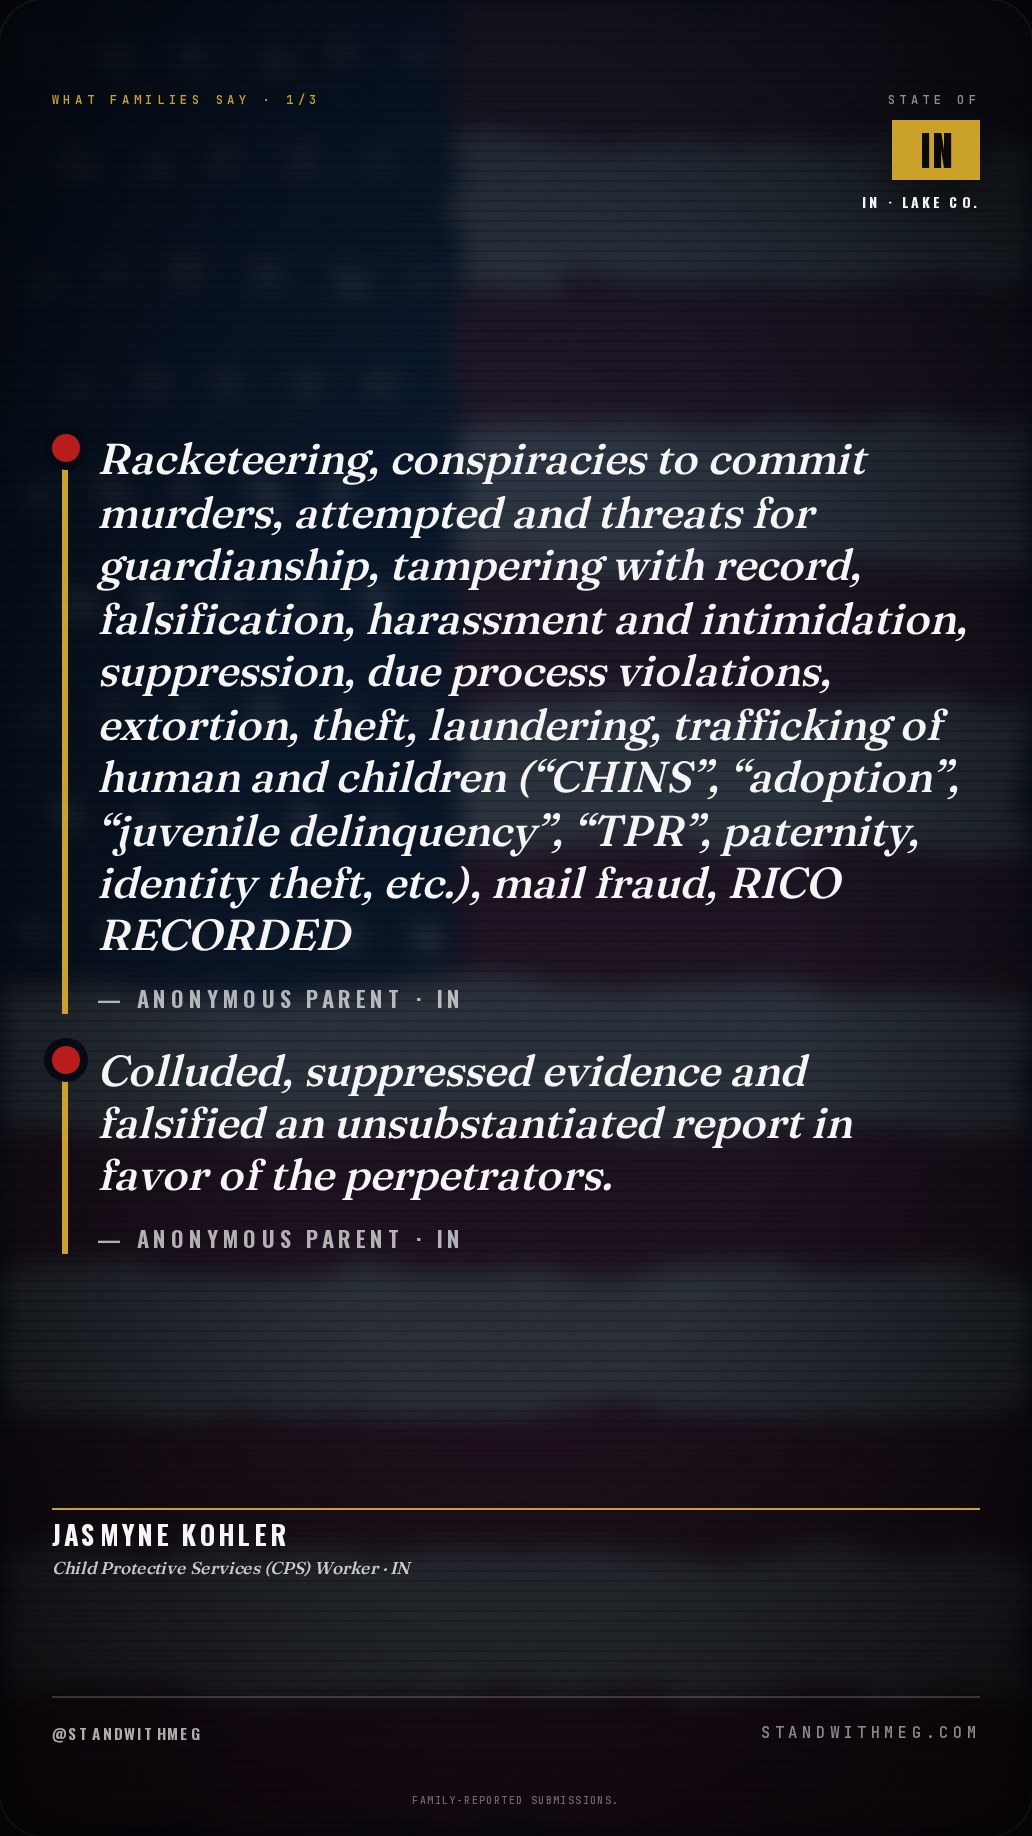 WHAT FAMILIES SAY · 1/3
STATE OF
IN
IN · LAKE CO.
Racketeering, conspiracies to commit
murders, attempted and threats for
guardianship, tampering with record,
falsification, harassment and intimidation,
suppression, due process violations,
extortion, theft, laundering, trafficking of
human and children (“CHINS”, “adoption”,
“juvenile delinquency”, “TPR”, paternity,
identity theft, etc.), mail fraud, RICO
RECORDED
— ANONYMOUS PARENT · IN
Colluded, suppressed evidence and
falsified an unsubstantiated report in
favor of the perpetrators.
— ANONYMOUS PARENT · IN
JASMYNE KOHLER
Child Protective Services (CPS) Worker · IN
@STANDWITHMEG
STANDWITHMEG.COM
FAMILY-REPORTED SUBMISSIONS.